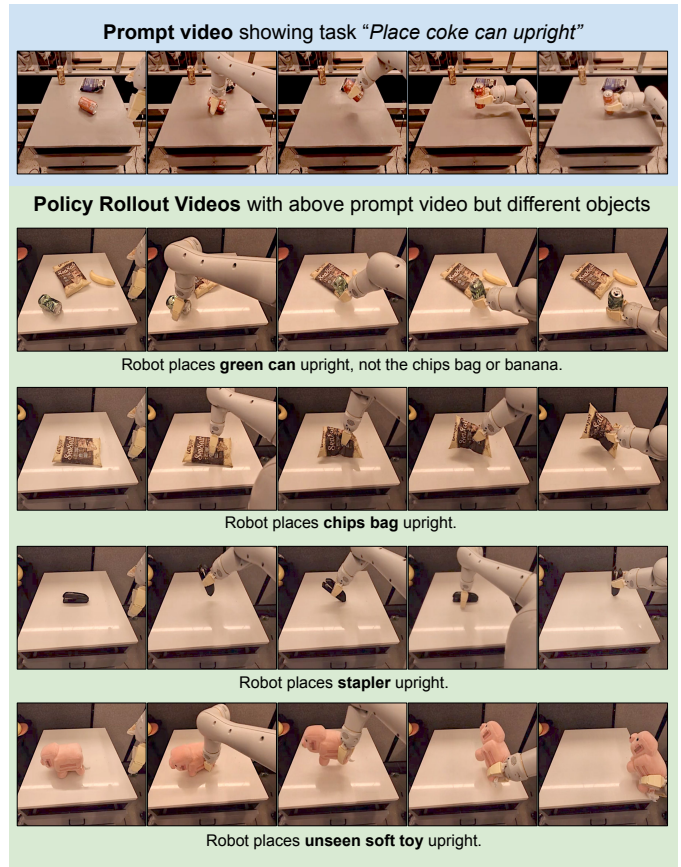 Prompt video showing task “Place coke can upright”
Policy Rollout Videos with above prompt video but different objects
Robot places green can upright, not the chips bag or banana.
Robot places chips bag upright.
Robot places stapler upright.
Robot places unseen soft toy upright.